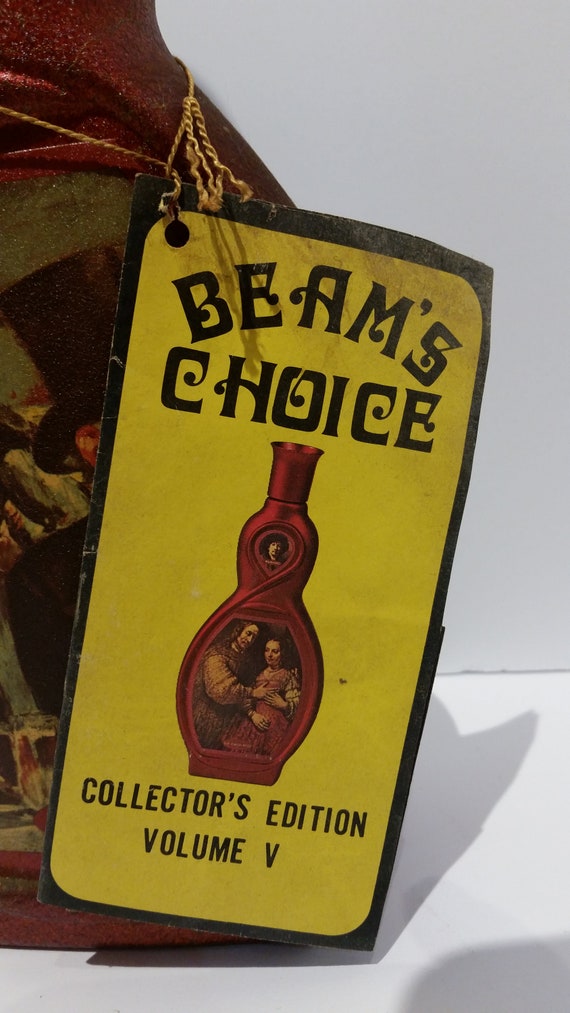 BEAM'S
CHOICE
COLLECTOR'S EDITION
VOLUME V